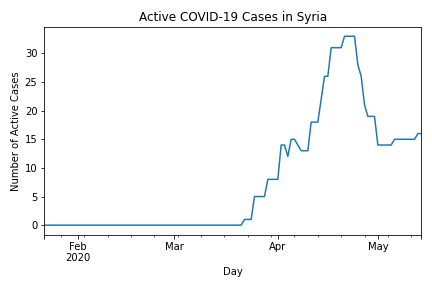 Active COVID-19 Cases in Syria
Number of Active Cases
30
25
20
15
10
5
0
Feb
2020
Mar
Apr
May
Day